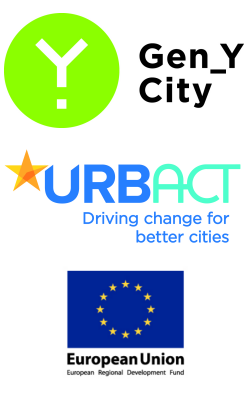 Gen_Y
City
URBACT
Driving change for
better cities
European Union
European Regional Development Fund